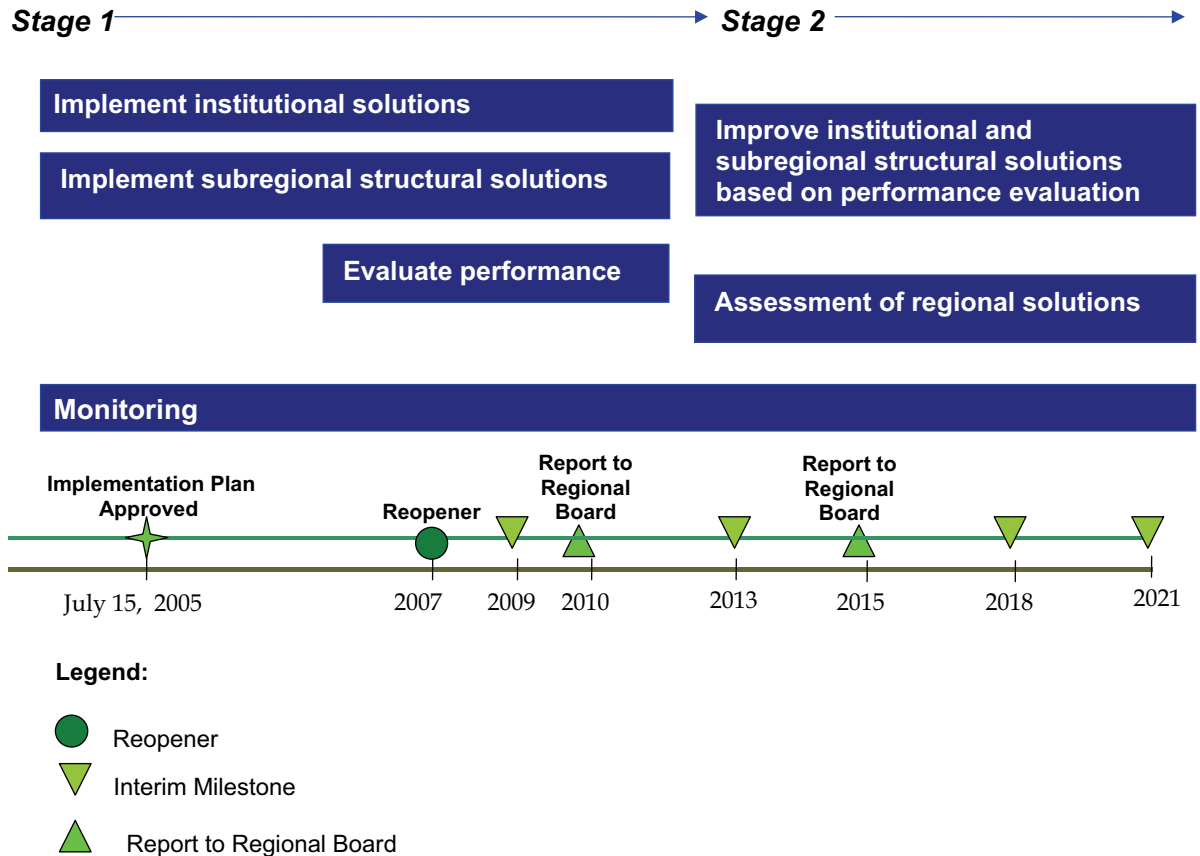 Stage 1
Stage 2
Implement institutional solutions
Implement subregional structural solutions
Evaluate performance
Improve institutional and
subregional structural solutions
based on performance evaluation
Assessment of regional solutions
Monitoring
Implementation Plan
Approved
Reopener
Report to
Regional
Board
Report to
Regional
Board
July 15, 2005
2007
2009
2010
2013
2015
2018
2021
Legend:
Reopener
Interim Milestone
Report to Regional Board